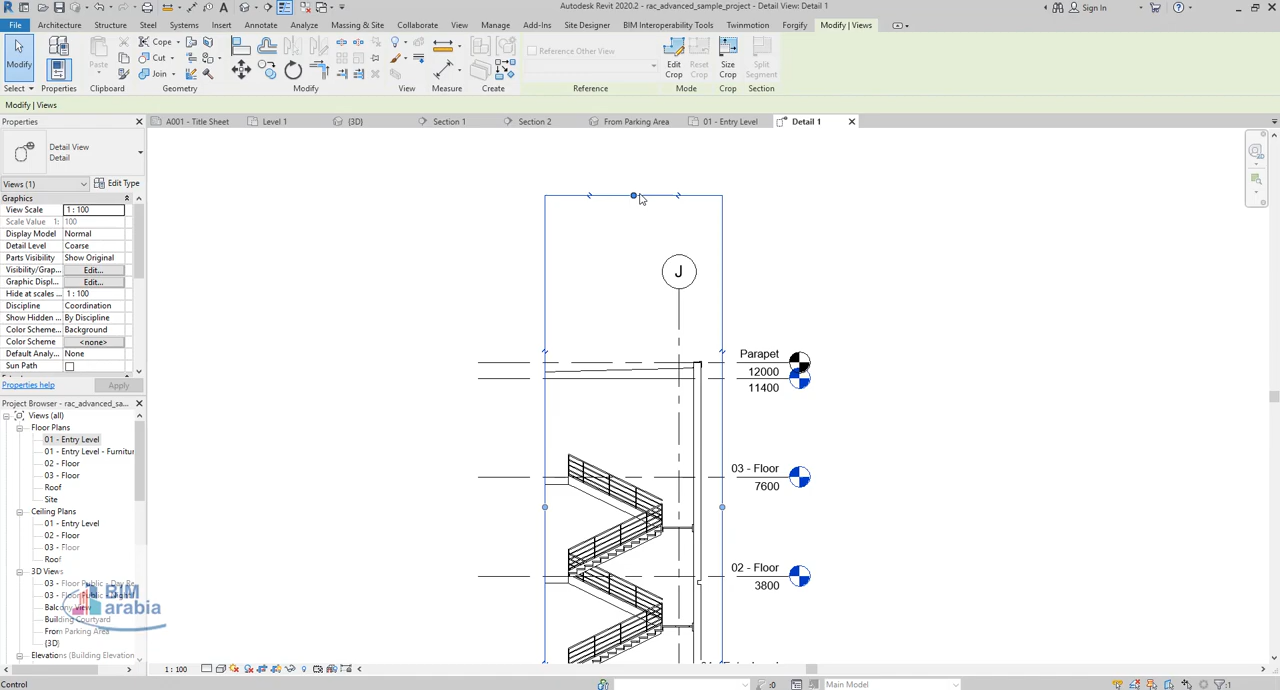 Autodesk Revit 2020.2 - rac_advanced_sample_project - Detail View: Detail 1
Sign In
File Architecture Structure Steel Systems Insert Annotate Analyze Massing & Site Collaborate View Manage Add-Ins Site Designer BIM Interoperability Tools Twinmotion Forgify Modify | Views
Modify
Paste
Cope
Cut
Join
Reference Other View
Edit Crop
Reset Crop
Size Crop
Split Segment
Select Properties Clipboard Geometry Modify View Measure Create Reference Mode Crop Section
Modify | Views
Properties
A001 - Title Sheet Level 1 {3D} Section 1 Section 2 From Parking Area 01 - Entry Level Detail 1
Detail View
Detail
Views (1) Edit Type
Graphics
View Scale 1 : 100
Scale Value 1: 100
Display Model Normal
Detail Level Coarse
Parts Visibility Show Original
Visibility/Grap... Edit...
Graphic Displ... Edit...
Hide at scales ... 1 : 100
Discipline Coordination
Show Hidden ... By Discipline
Color Scheme... Background
Color Scheme <none>
Default Analy... None
Sun Path
Properties help Apply
Project Browser - rac_advanced_sa...
Views (all)
Floor Plans
01 - Entry Level
01 - Entry Level - Furnitur
02 - Floor
03 - Floor
Roof
Site
Ceiling Plans
01 - Entry Level
02 - Floor
03 - Floor
Roof
3D Views
03 - Floor Public - Day Re
Balcony View
Building Courtyard
From Parking Area
{3D}
Elevations (Building Elevation
BIM
arabia
J
Parapet
12000
11400
03 - Floor
7600
02 - Floor
3800
1 : 100
Control
:0
Main Model
:1